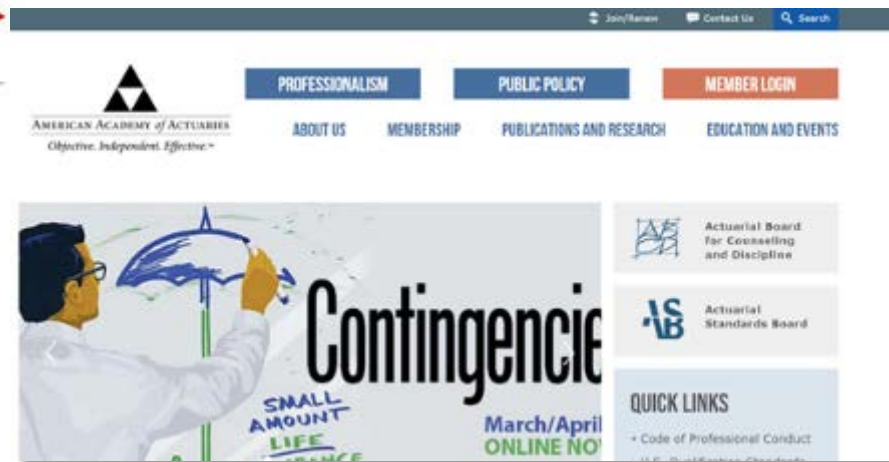 Join/Renew Contact Us Search
PROFESSIONALISM PUBLIC POLICY MEMBER LOGIN
AMERICAN ACADEMY of ACTUARIES
Objective. Independent. Effective.™
ABOUT US MEMBERSHIP PUBLICATIONS AND RESEARCH EDUCATION AND EVENTS
Actuarial Board
for Counseling
and Discipline
ASB
Actuarial
Standards Board
Contingencie
SMALL
AMOUNT
LIFE
March/April
ONLINE NO
QUICK LINKS
• Code of Professional Conduct